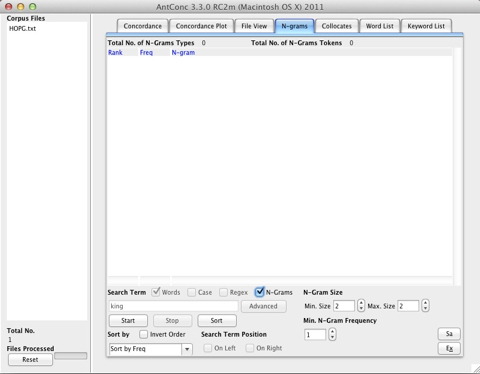 AntConc 3.3.0 RC2m (Macintosh OS X) 2011
Corpus Files
HOPG.txt
Concordance Concordance Plot File View N-grams Collocates Word List Keyword List
Total No. of N-Grams Types 0 Total No. of N-Grams Tokens 0
Rank Freq N-gram
Search Term Words Case Regex N-Grams N-Gram Size
king Advanced Min. Size 2 Max. Size 2
Start Stop Sort Min. N-Gram Frequency
Sort by Invert Order Search Term Position 1
Sort by Freq On Left On Right
Total No.
1
Files Processed
Reset
Sa
Ex